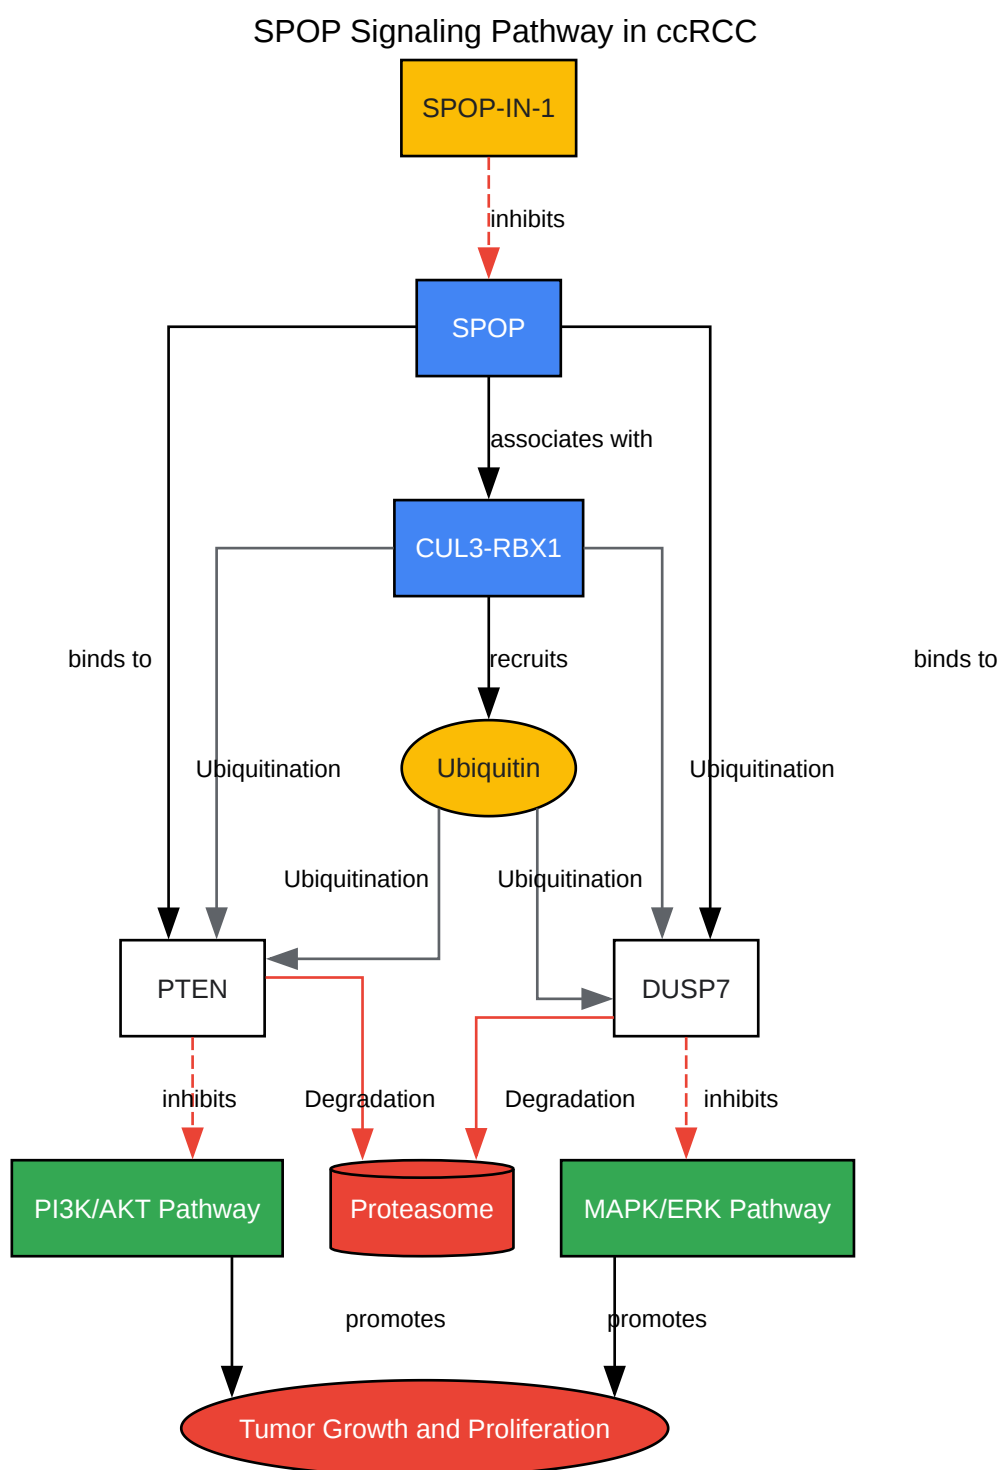 SPOP Signaling Pathway in ccRCC
SPOP-IN-1
inhibits
SPOP
associates with
CUL3-RBX1
binds to
recruits
binds to
Ubiquitination
Ubiquitin
Ubiquitination
Ubiquitination
Ubiquitination
PTEN
DUSP7
inhibits
Degradation
Degradation
inhibits
PI3K/AKT Pathway
Proteasome
MAPK/ERK Pathway
promotes
promotes
Tumor Growth and Proliferation